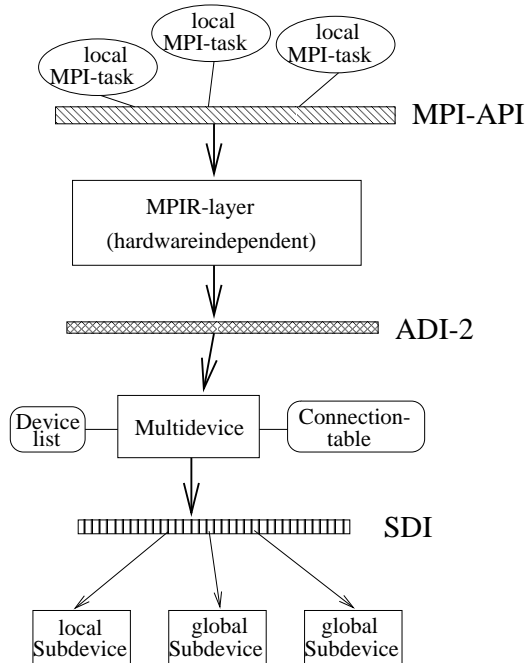 local
MPI-task
local
MPI-task
local
MPI-task
MPI-API
MPIR-layer
(hardwareindependent)
ADI-2
Device
list
Multidevice
Connection-
table
SDI
local
Subdevice
global
Subdevice
global
Subdevice